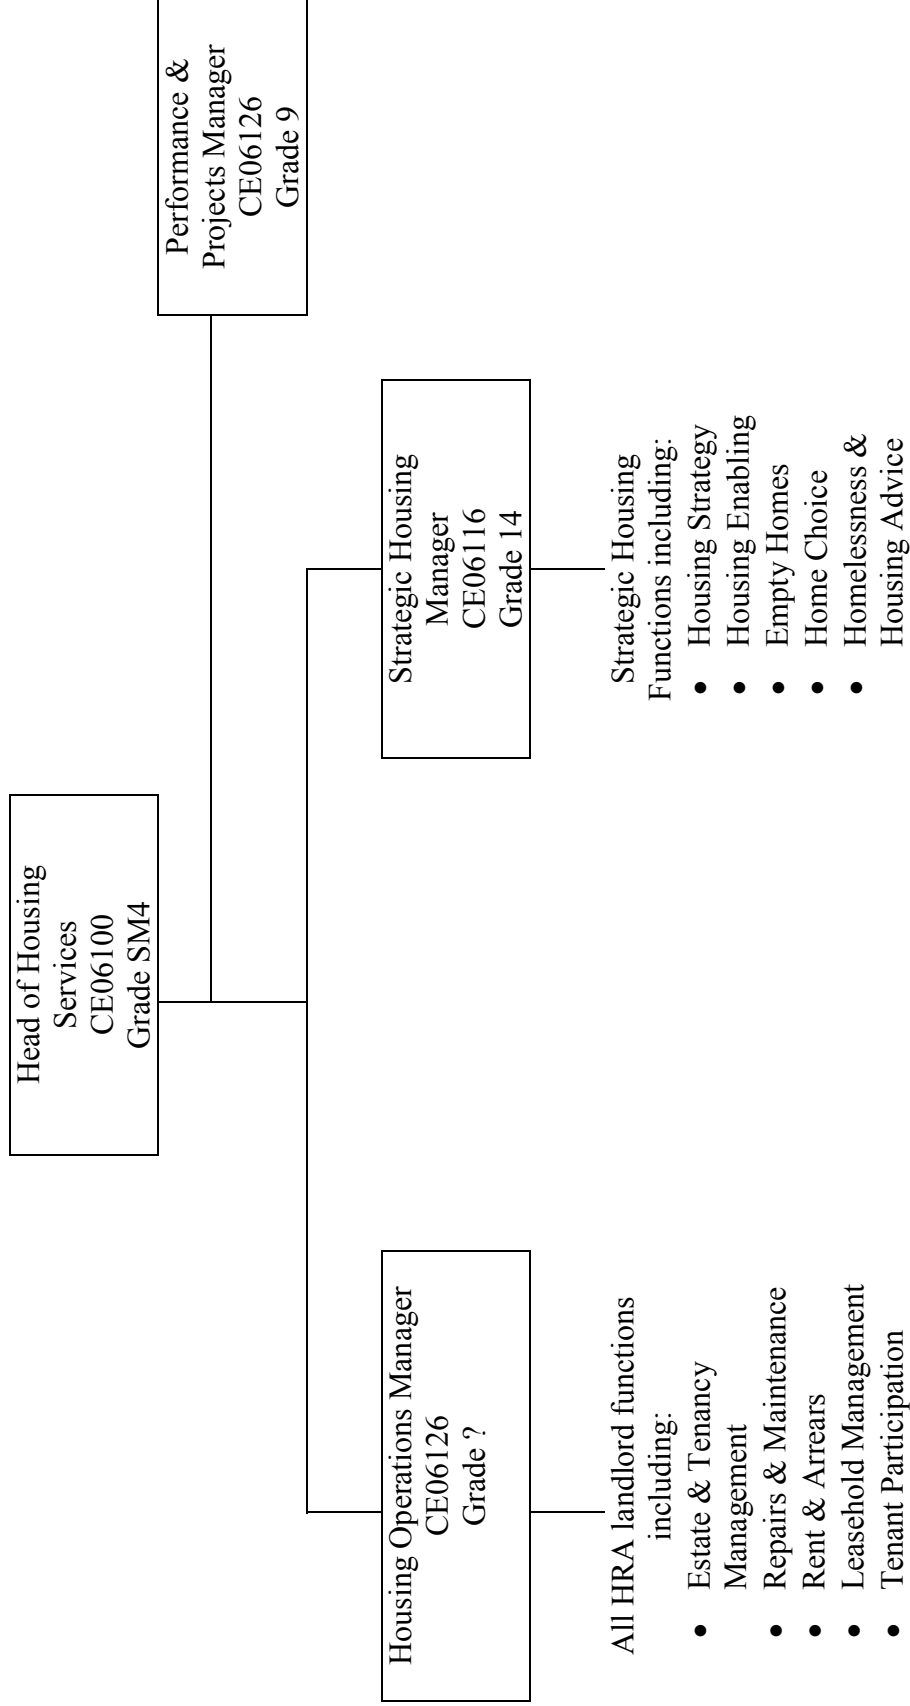 Head of Housing
Services
CE06100
Grade SM4
Performance &
Projects Manager
CE06126
Grade 9
Housing Operations Manager
CE06126
Grade ?
Strategic Housing
Manager
CE06116
Grade 14
All HRA landlord functions
including:
• Estate & Tenancy
Management
• Repairs & Maintenance
• Rent & Arrears
• Leasehold Management
• Tenant Participation
Strategic Housing
Functions including:
• Housing Strategy
• Housing Enabling
• Empty Homes
• Home Choice
• Homelessness &
Housing Advice